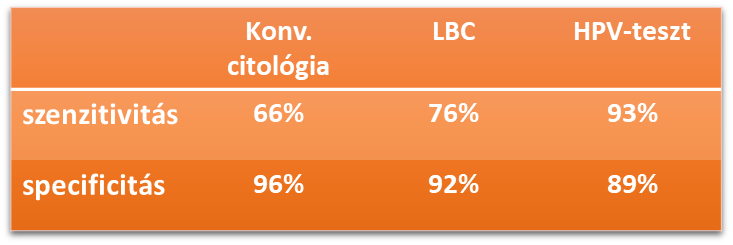 Konv. citológia LBC HPV-teszt
szenzitivitás 66% 76% 93%
specificitás 96% 92% 89%